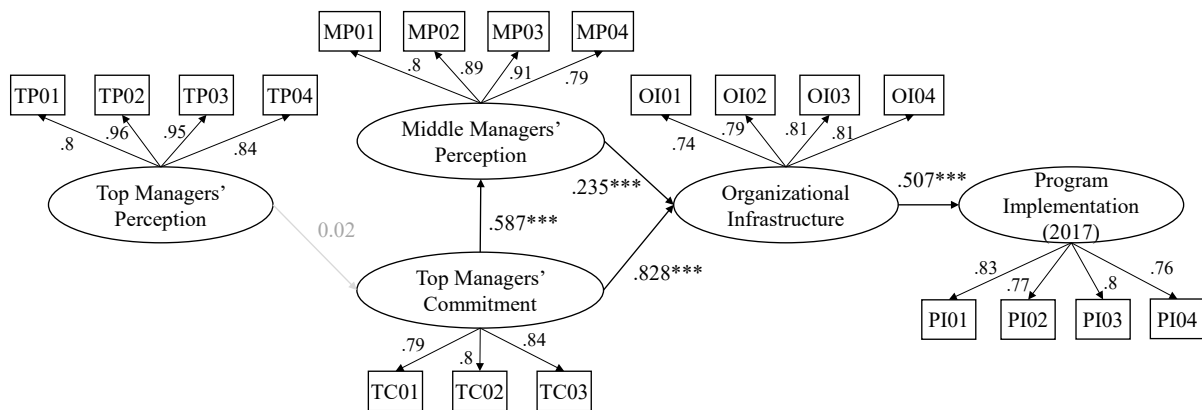 MP01
MP02
MP03
MP04
.8
.89
.91
.79
TP01
TP02
TP03
TP04
.8
.96
.95
.84
OI01
OI02
OI03
OI04
.74
.79
.81
.81
Middle Managers’
Perception
Top Managers’
Perception
.235***
Organizational
Infrastructure
.507***
Program
Implementation
(2017)
0.02
.587***
.828***
Top Managers’
Commitment
.83
.77
.8
.76
PI01
PI02
PI03
PI04
.79
.8
.84
TC01
TC02
TC03